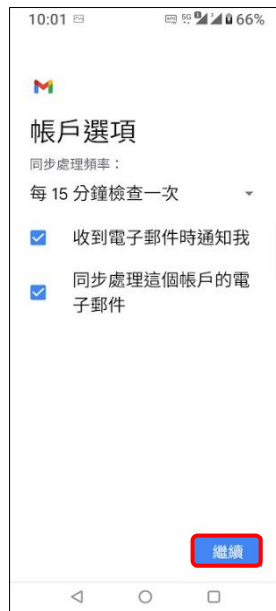 10:01 5G 66%
帳戶選項
同步處理頻率：
每 15 分鐘檢查一次
收到電子郵件時通知我
同步處理這個帳戶的電
子郵件
繼續